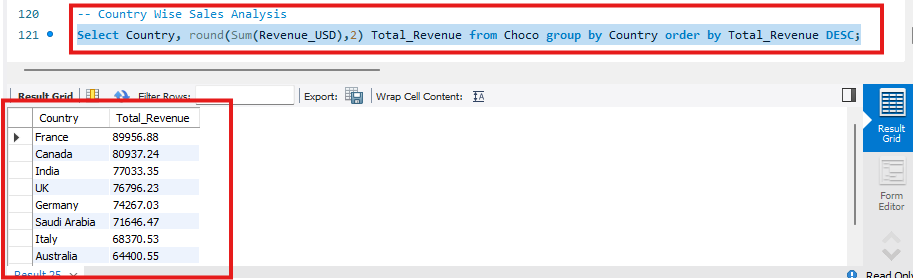 120 -- Country Wise Sales Analysis
121 Select Country, round(Sum(Revenue_USD),2) Total_Revenue from Choco group by Country order by Total_Revenue DESC;
Result Grid Filter Rows: Export: Wrap Cell Content: IA
Country Total_Revenue
France 89956.88
Canada 80937.24
India 77033.35
UK 76796.23
Germany 74267.03
Saudi Arabia 71646.47
Italy 68370.53
Australia 64400.55
Result
Grid
Form
Editor
Result 25
Read Only